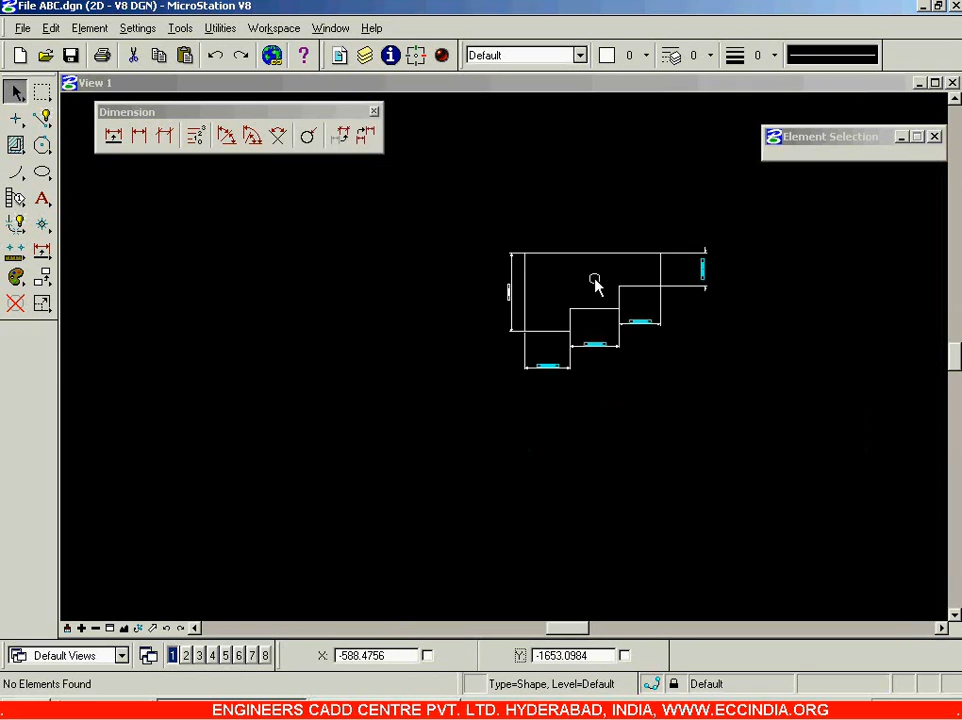 File ABC.dgn (2D - V8 DGN) - MicroStation V8
File Edit Element Settings Tools Utilities Workspace Window Help
Default 0 0 0
View 1
Dimension
Element Selection
Default Views 1 2 3 4 5 6 7 8 X: -588.4756 Y: -1653.0984
No Elements Found Type=Shape, Level=Default Default
ENGINEERS CADD CENTRE PVT. LTD. HYDERABAD, INDIA, WWW.ECCINDIA.ORG